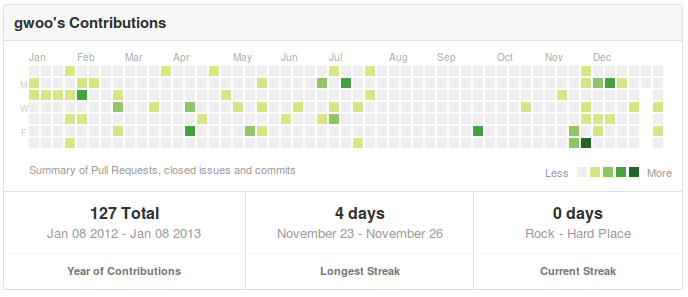 gwoo's Contributions
Jan Feb Mar Apr May Jun Jul Aug Sep Oct Nov Dec
M
W
F
Summary of Pull Requests, closed issues and commits
Less More
127 Total
Jan 08 2012 - Jan 08 2013
Year of Contributions
4 days
November 23 - November 26
Longest Streak
0 days
Rock - Hard Place
Current Streak